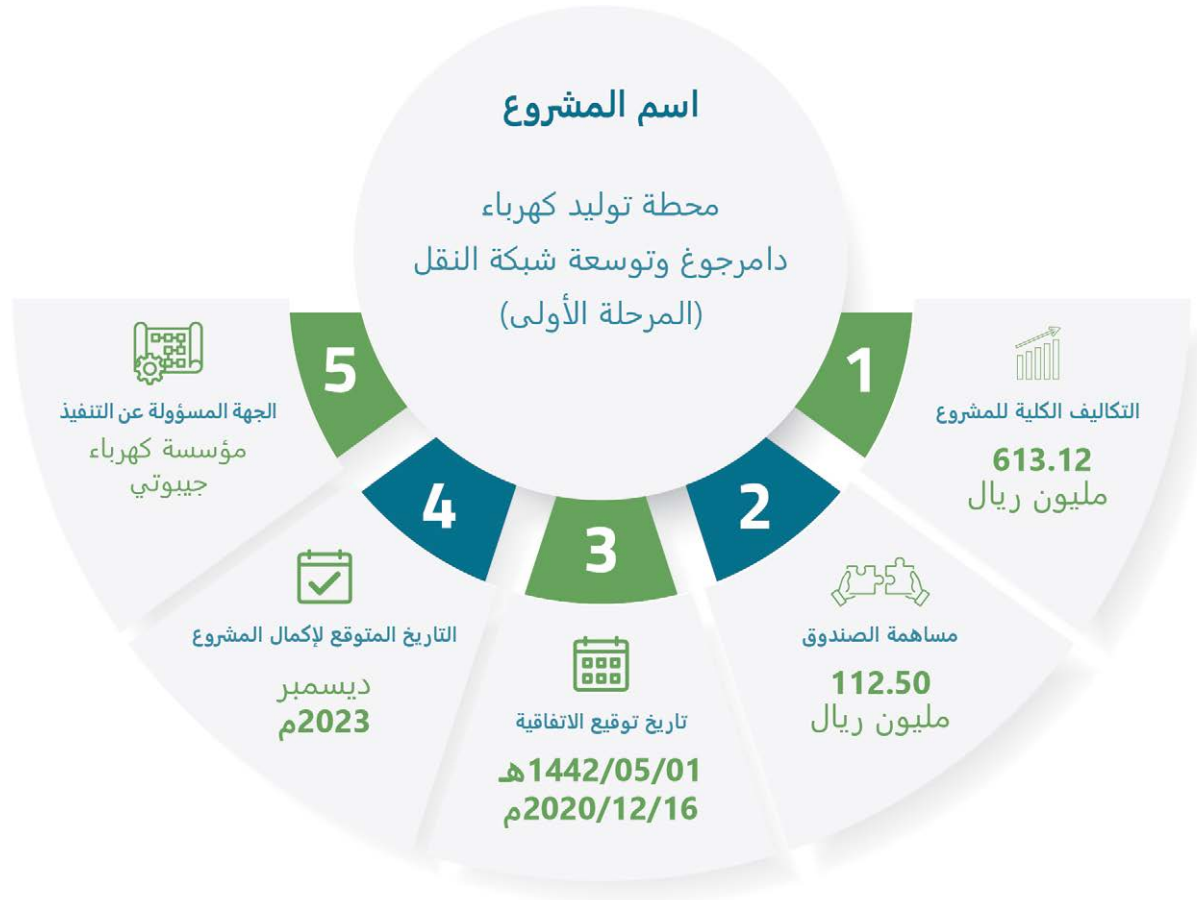 اسم المشروع
محطة توليد كهرباء
دامرجوغ وتوسعة شبكة النقل
(المرحلة الأولى)
1
التكاليف الكلية للمشروع
613.12
مليون ريال
2
مساهمة الصندوق
112.50
مليون ريال
3
تاريخ توقيع الاتفاقية
1442/05/01هـ
2020/12/16م
4
التاريخ المتوقع لإكمال المشروع
ديسمبر
2023م
5
الجهة المسؤولة عن التنفيذ
مؤسسة كهرباء
جيبوتي